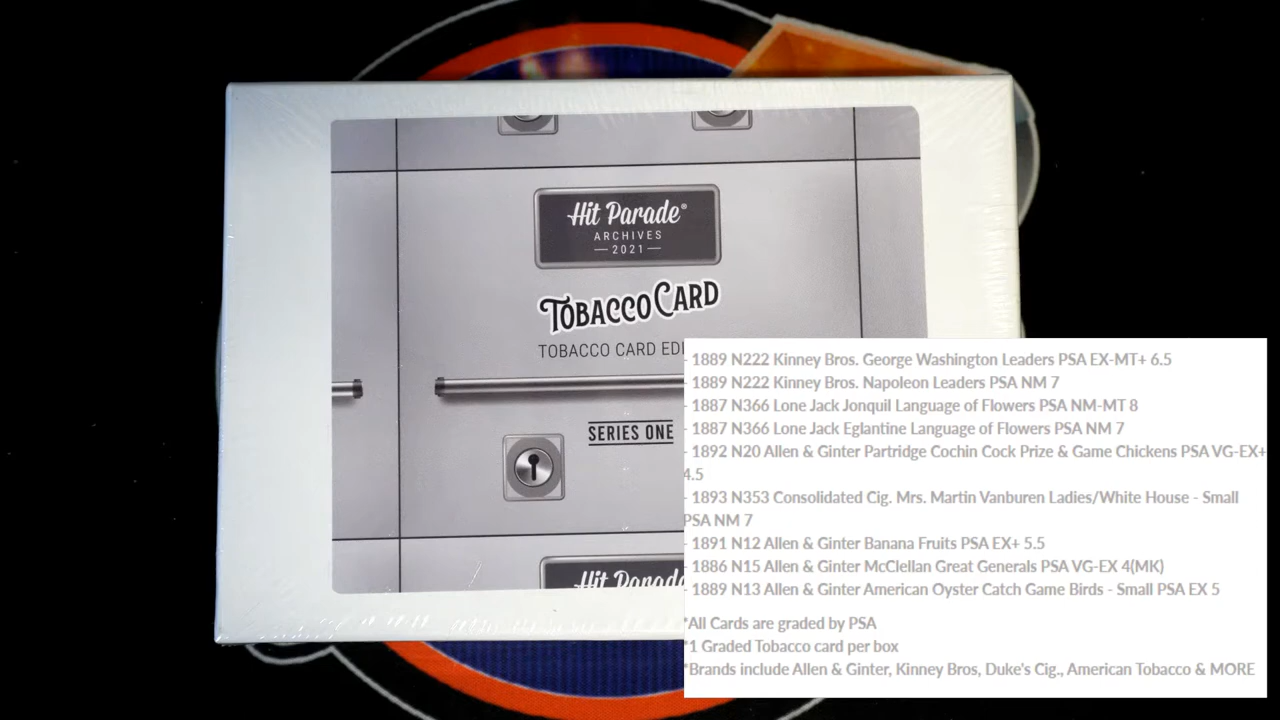 Hit Parade®
ARCHIVES
— 2021 —
TOBACCO CARD
TOBACCO CARD EDI
SERIES ONE
Hit Parade
- 1889 N222 Kinney Bros. George Washington Leaders PSA EX-MT+ 6.5
- 1889 N222 Kinney Bros. Napoleon Leaders PSA NM 7
- 1887 N366 Lone Jack Jonquil Language of Flowers PSA NM-MT 8
- 1887 N366 Lone Jack Eglantine Language of Flowers PSA NM 7
- 1892 N20 Allen & Ginter Partridge Cochin Cock Prize & Game Chickens PSA VG-EX+
4.5
- 1893 N353 Consolidated Cig. Mrs. Martin Vanburen Ladies/White House - Small
PSA NM 7
- 1891 N12 Allen & Ginter Banana Fruits PSA EX+ 5.5
- 1886 N15 Allen & Ginter McClellan Great Generals PSA VG-EX 4(MK)
- 1889 N13 Allen & Ginter American Oyster Catch Game Birds - Small PSA EX 5
*All Cards are graded by PSA
*1 Graded Tobacco card per box
*Brands include Allen & Ginter, Kinney Bros, Duke's Cig., American Tobacco & MORE